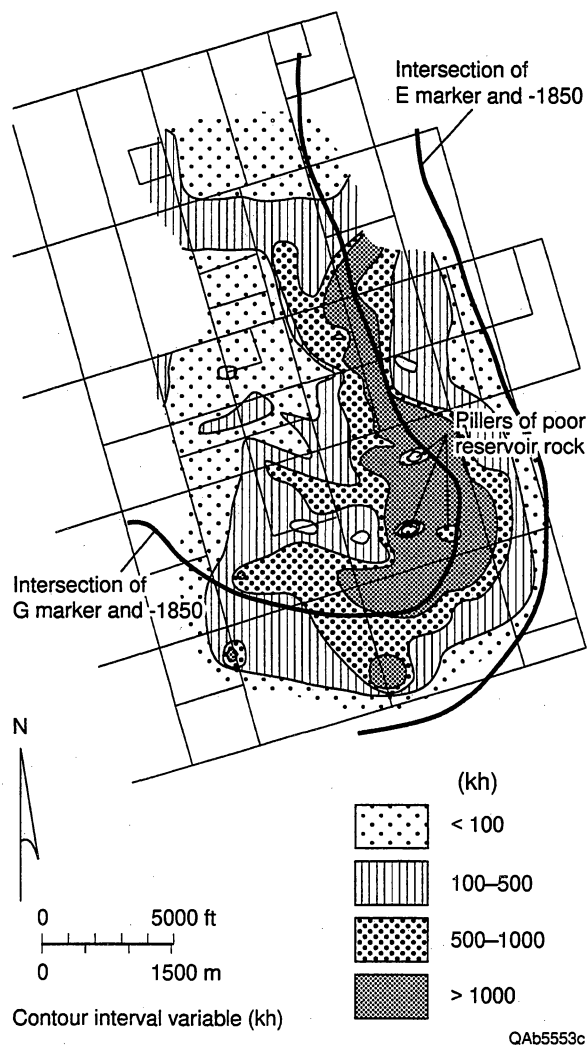 Intersection of
E marker and -1850
Pillers of poor
reservoir rock
Intersection of
G marker and -1850
N
(kh)
< 100
100–500
500–1000
> 1000
0 5000 ft
0 1500 m
Contour interval variable (kh)
QAb5553c